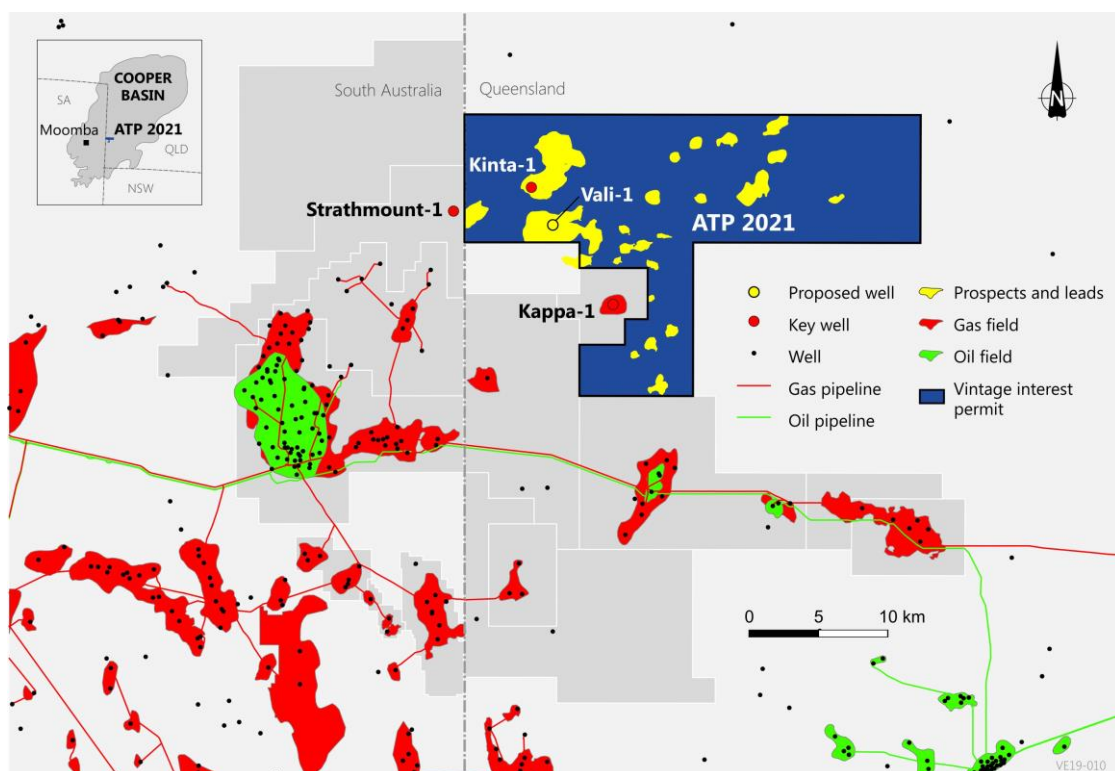 COOPER
BASIN
SA
Moomba
ATP 2021
QLD
NSW
South Australia
Queensland
N
Kinta-1
Vali-1
Strathmount-1
ATP 2021
Kappa-1
Proposed well
Key well
Well
Gas pipeline
Oil pipeline
Prospects and leads
Gas field
Oil field
Vintage interest
permit
0 5 10 km
VE19-010